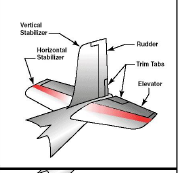 Vertical
Stabilizer
Horizontal
Stabilizer
Rudder
Trim Tabs
Elevator